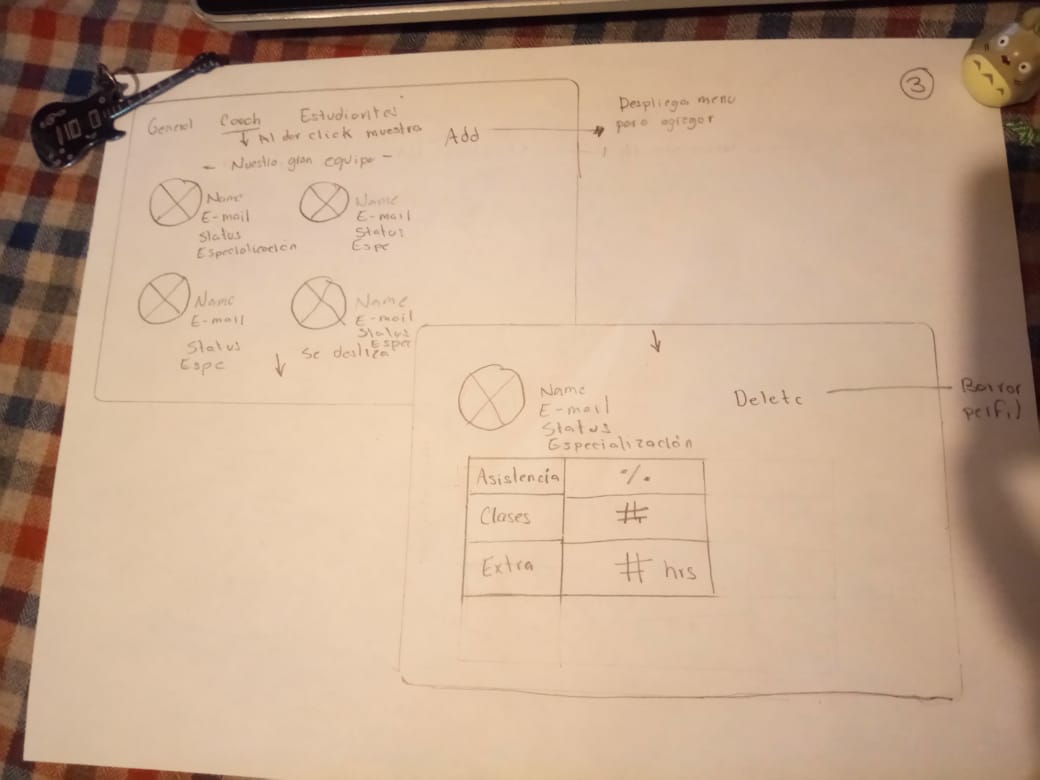 3
General Coach Estudiantes
Al dar click muestra
Add
Despliega menu
para agregar
- Nuestro gran equipo -
Name
E-mail
Status
Especialización
Name
E-mail
Status
Espe
Name
E-mail
Status
Espe
Name
E-mail
Status
Espe
Se desliza
Name
E-mail
Status
Especialización
Delete
Borrar
perfil
Asistencia %
Clases #
Extra # hrs